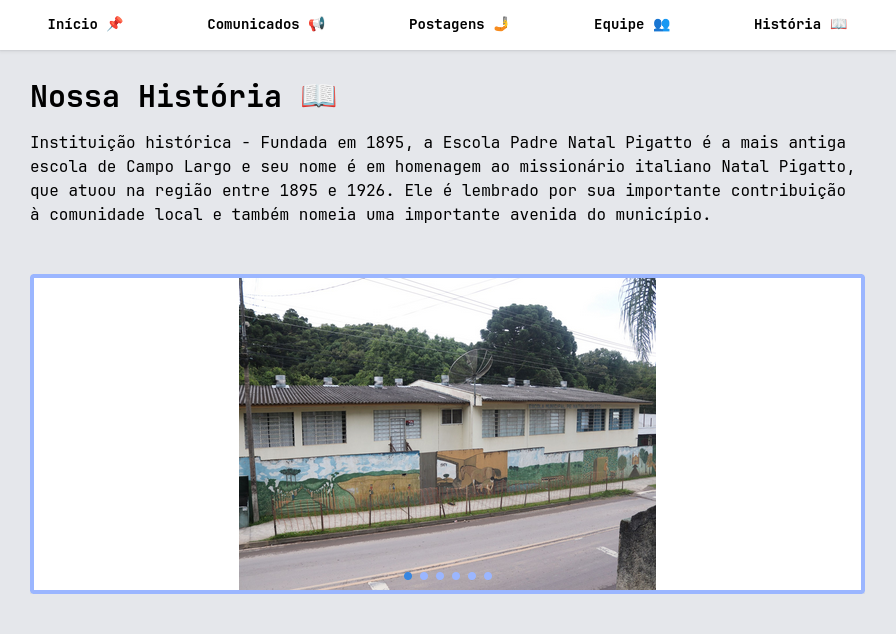 Início 📌 Comunicados 📢 Postagens 🤳 Equipe 👥 História 📖
Nossa História 📖
Instituição histórica - Fundada em 1895, a Escola Padre Natal Pigatto é a mais antiga
escola de Campo Largo e seu nome é em homenagem ao missionário italiano Natal Pigatto,
que atuou na região entre 1895 e 1926. Ele é lembrado por sua importante contribuição
à comunidade local e também nomeia uma importante avenida do município.